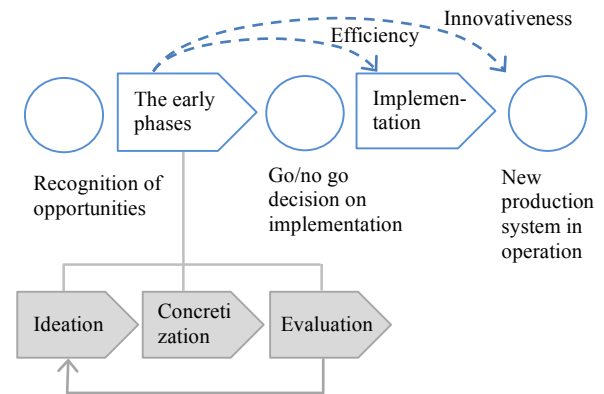 Innovativeness
Efficiency
The early
phases
Implemen-
tation
Recognition of
opportunities
Go/no go
decision on
implementation
New
production
system in
operation
Ideation
Concreti
zation
Evaluation